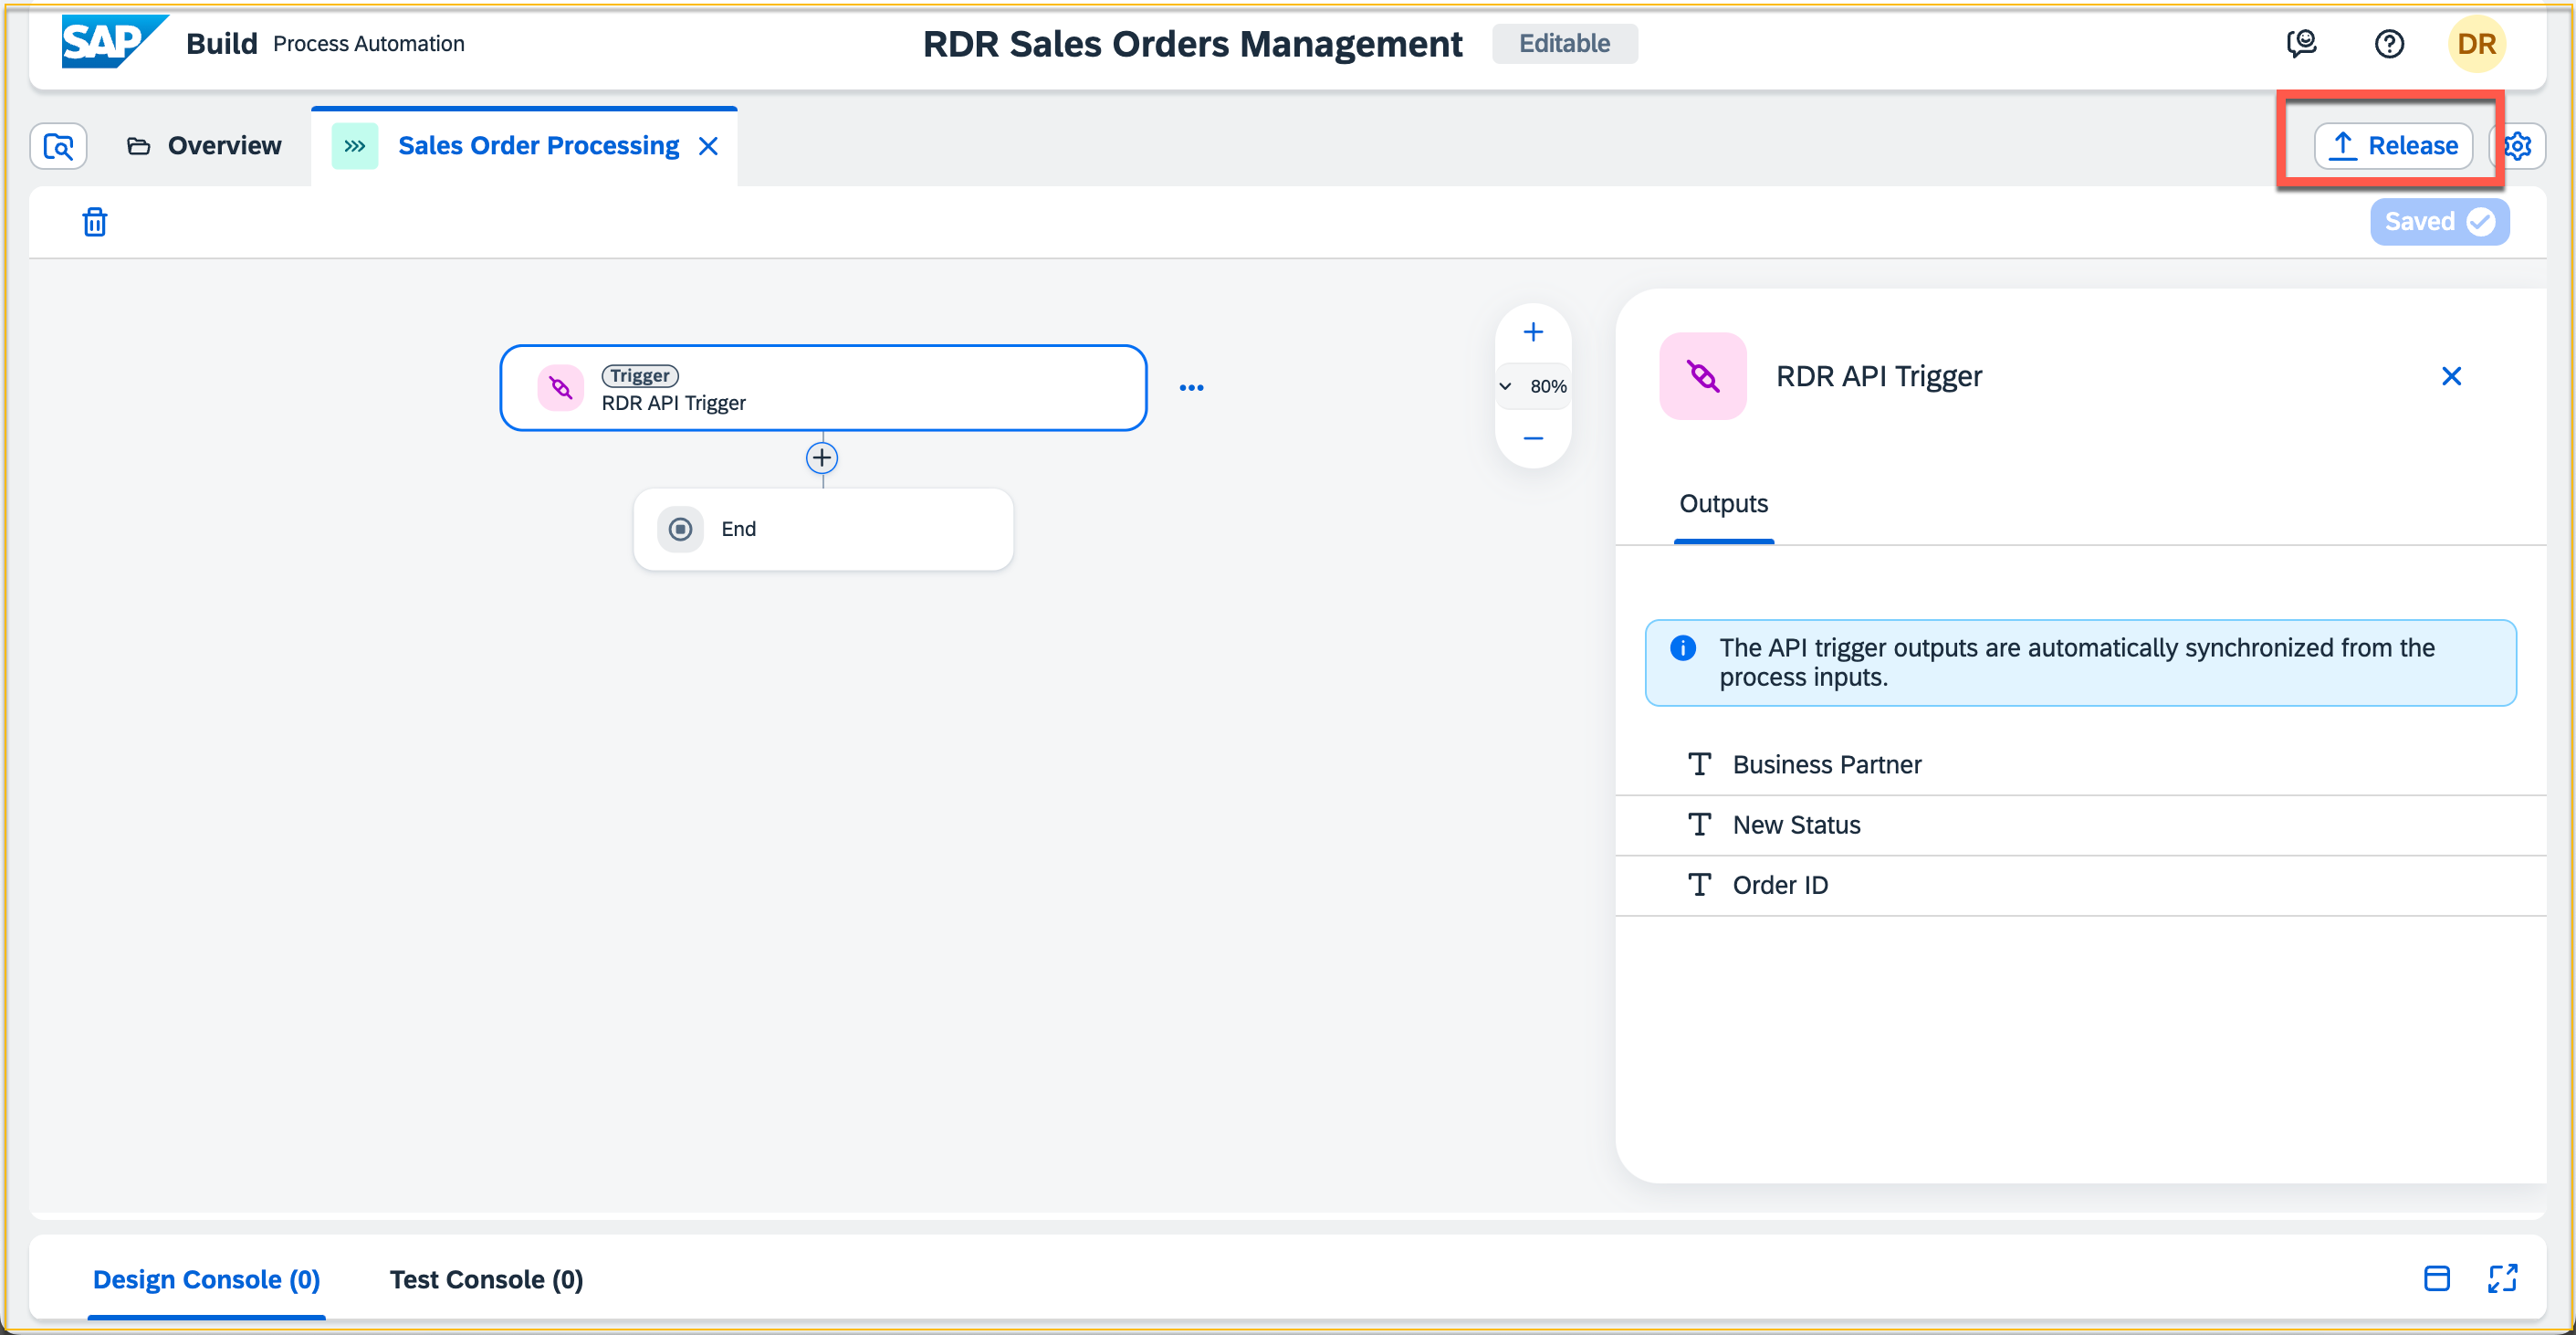 SAP Build Process Automation
RDR Sales Orders Management Editable
DR
Overview
Sales Order Processing
Release
Saved
Trigger
RDR API Trigger
End
80%
RDR API Trigger
Outputs
The API trigger outputs are automatically synchronized from the
process inputs.
Business Partner
New Status
Order ID
Design Console (0)
Test Console (0)